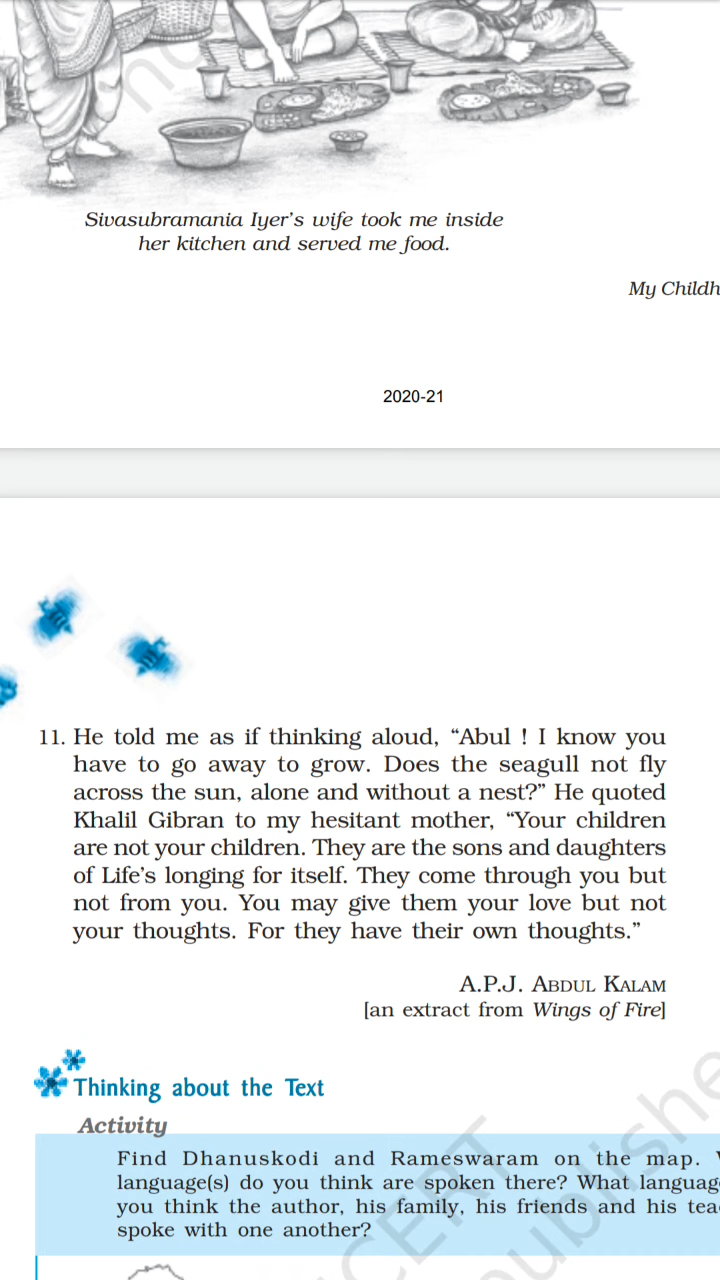 Sivasubramania Iyer's wife took me inside
her kitchen and served me food.
My Childh
2020-21
11. He told me as if thinking aloud, “Abul ! I know you
have to go away to grow. Does the seagull not fly
across the sun, alone and without a nest?” He quoted
Khalil Gibran to my hesitant mother, “Your children
are not your children. They are the sons and daughters
of Life's longing for itself. They come through you but
not from you. You may give them your love but not
your thoughts. For they have their own thoughts.”
A.P.J. ABDUL KALAM
[an extract from Wings of Fire]
Thinking about the Text
Activity
Find Dhanuskodi and Rameswaram on the map.
language(s) do you think are spoken there? What languag
you think the author, his family, his friends and his tea
spoke with one another?